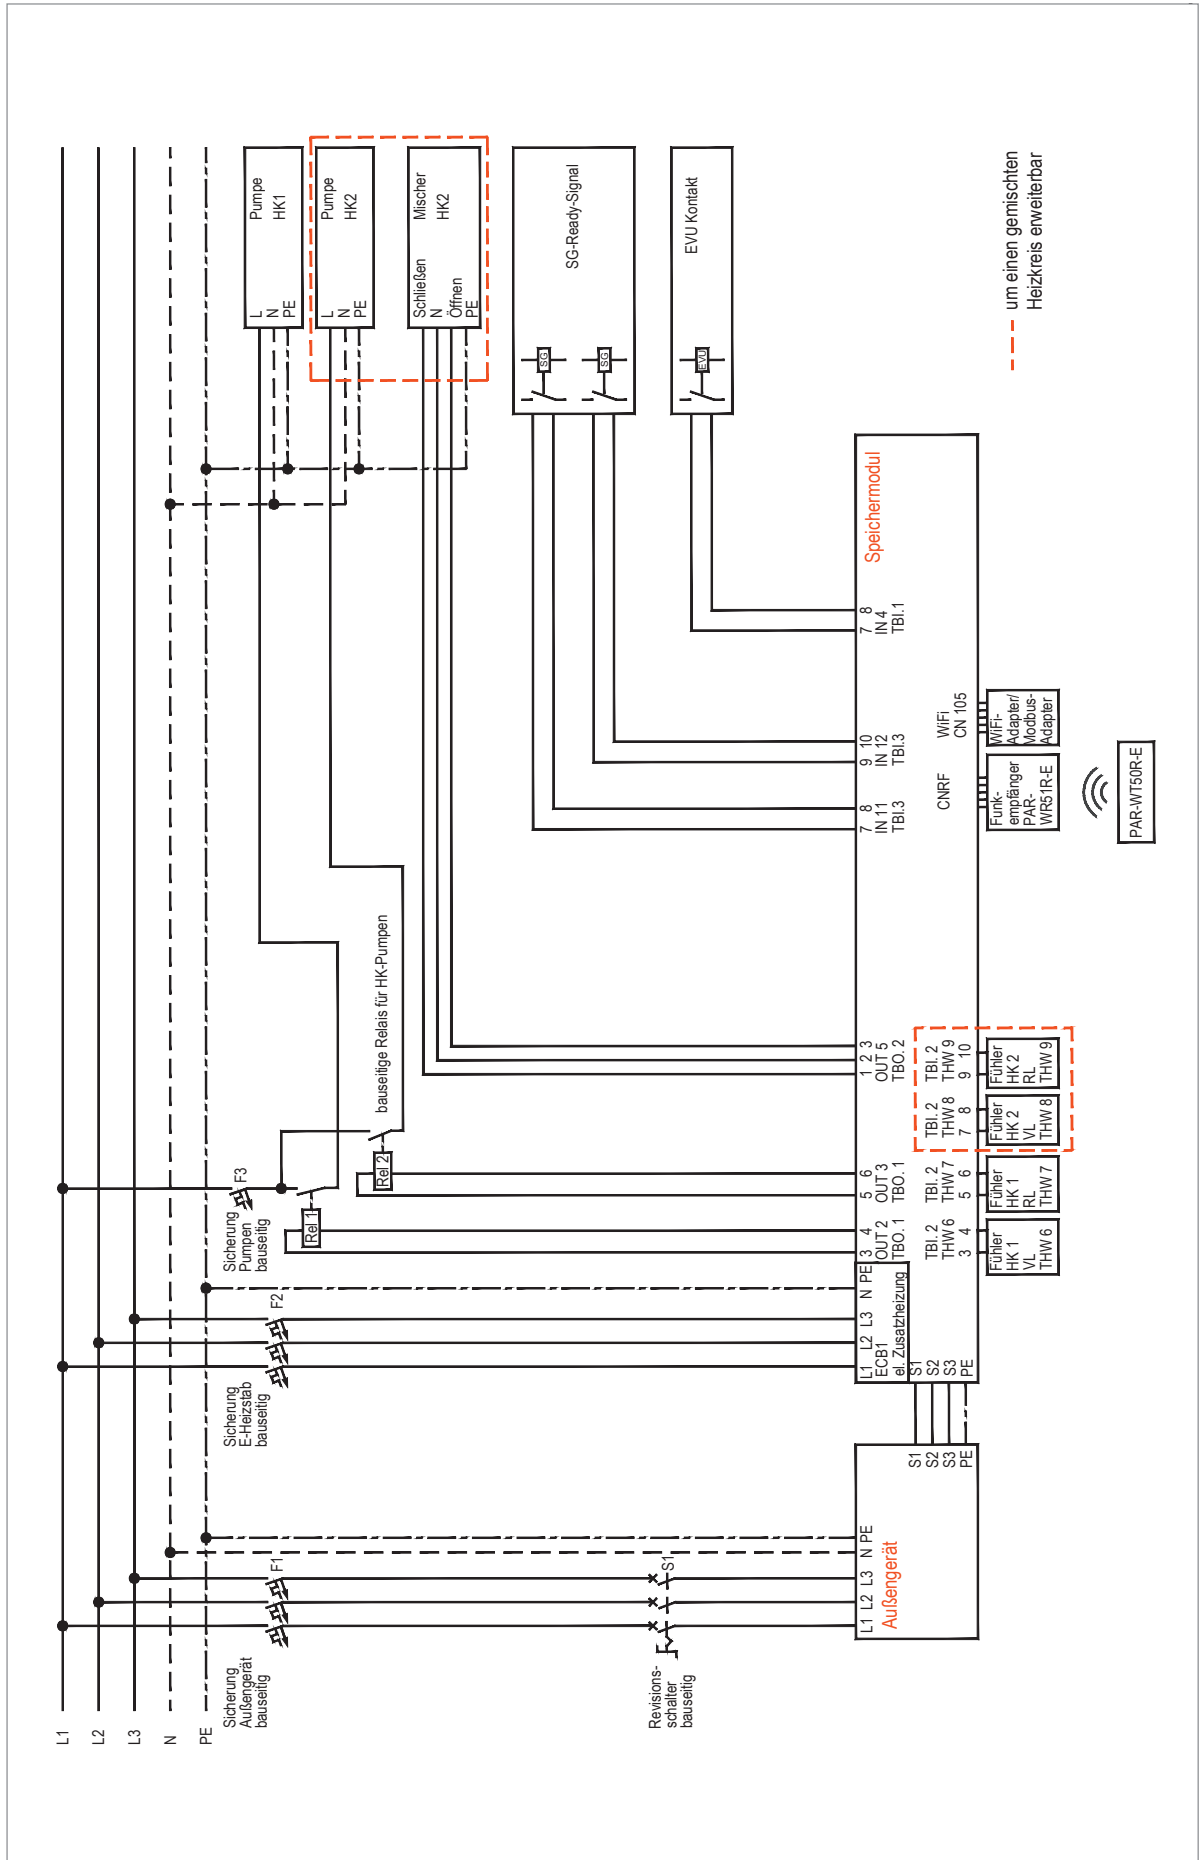 L1
L2
L3
N
PE
Sicherung
Außengerät
bauseitig
F1
Sicherung
E-Heizstab
bauseitig
F2
Sicherung
Pumpen
bauseitig
F3
Rel 1
Rel 2
bauseitige Relais für HK-Pumpen
Pumpe
HK1
L
N
PE
Pumpe
HK2
L
N
PE
Mischer
HK2
Schließen
N
Öffnen
PE
SG-Ready-Signal
SG
SG
EVU Kontakt
EVU
um einen gemischten
Heizkreis erweiterbar
Revisions-
schalter
bauseitig
S1
L1 L2 L3 N PE
Außengerät
S1
S2
S3
PE
L1 L2 L3 N PE
ECB1
el. Zusatzheizung
S1
S2
S3
PE
3 4
OUT 2
TBO. 1
5 6
OUT 3
TBO. 1
1 2 3
OUT 5
TBO. 2
7 8
IN 11
TBI.3
9 10
IN 12
TBI.3
7 8
IN 4
TBI.1
Speichermodul
TBI. 2
THW 6
3 4
TBI. 2
THW 7
5 6
TBI. 2
THW 8
7 8
TBI. 2
THW 9
9 10
CNRF
WiFi
CN 105
Fühler
HK 1
VL
THW 6
Fühler
HK 1
RL
THW 7
Fühler
HK 2
VL
THW 8
Fühler
HK 2
RL
THW 9
Funk-
empfänger
PAR-
WR51R-E
WiFi-
Adapter/
Modbus-
Adapter
PAR-WT50R-E